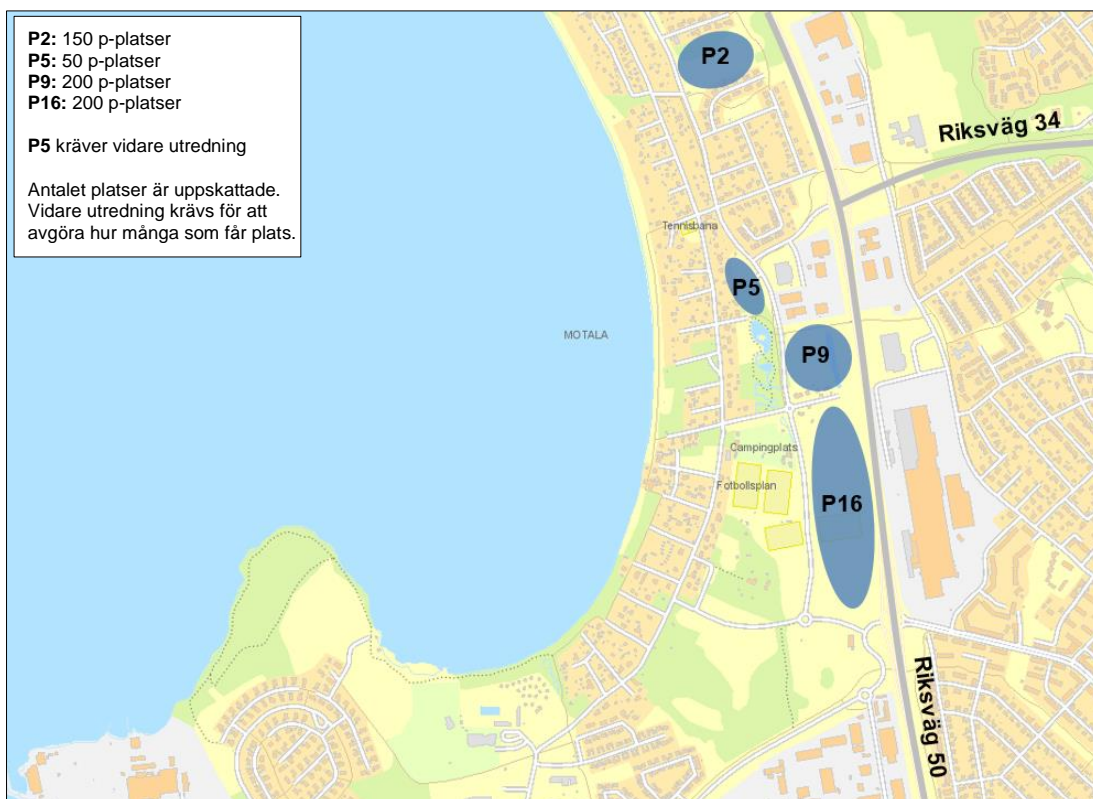 P2: 150 p-platser
P5: 50 p-platser
P9: 200 p-platser
P16: 200 p-platser
P5 kräver vidare utredning
Antalet platser är uppskattade.
Vidare utredning krävs för att
avgöra hur många som får plats.
P2
Riksväg 34
Tennisbana
P5
MOTALA
P9
Campingplats
Fotbollsplan
P16
Riksväg 50